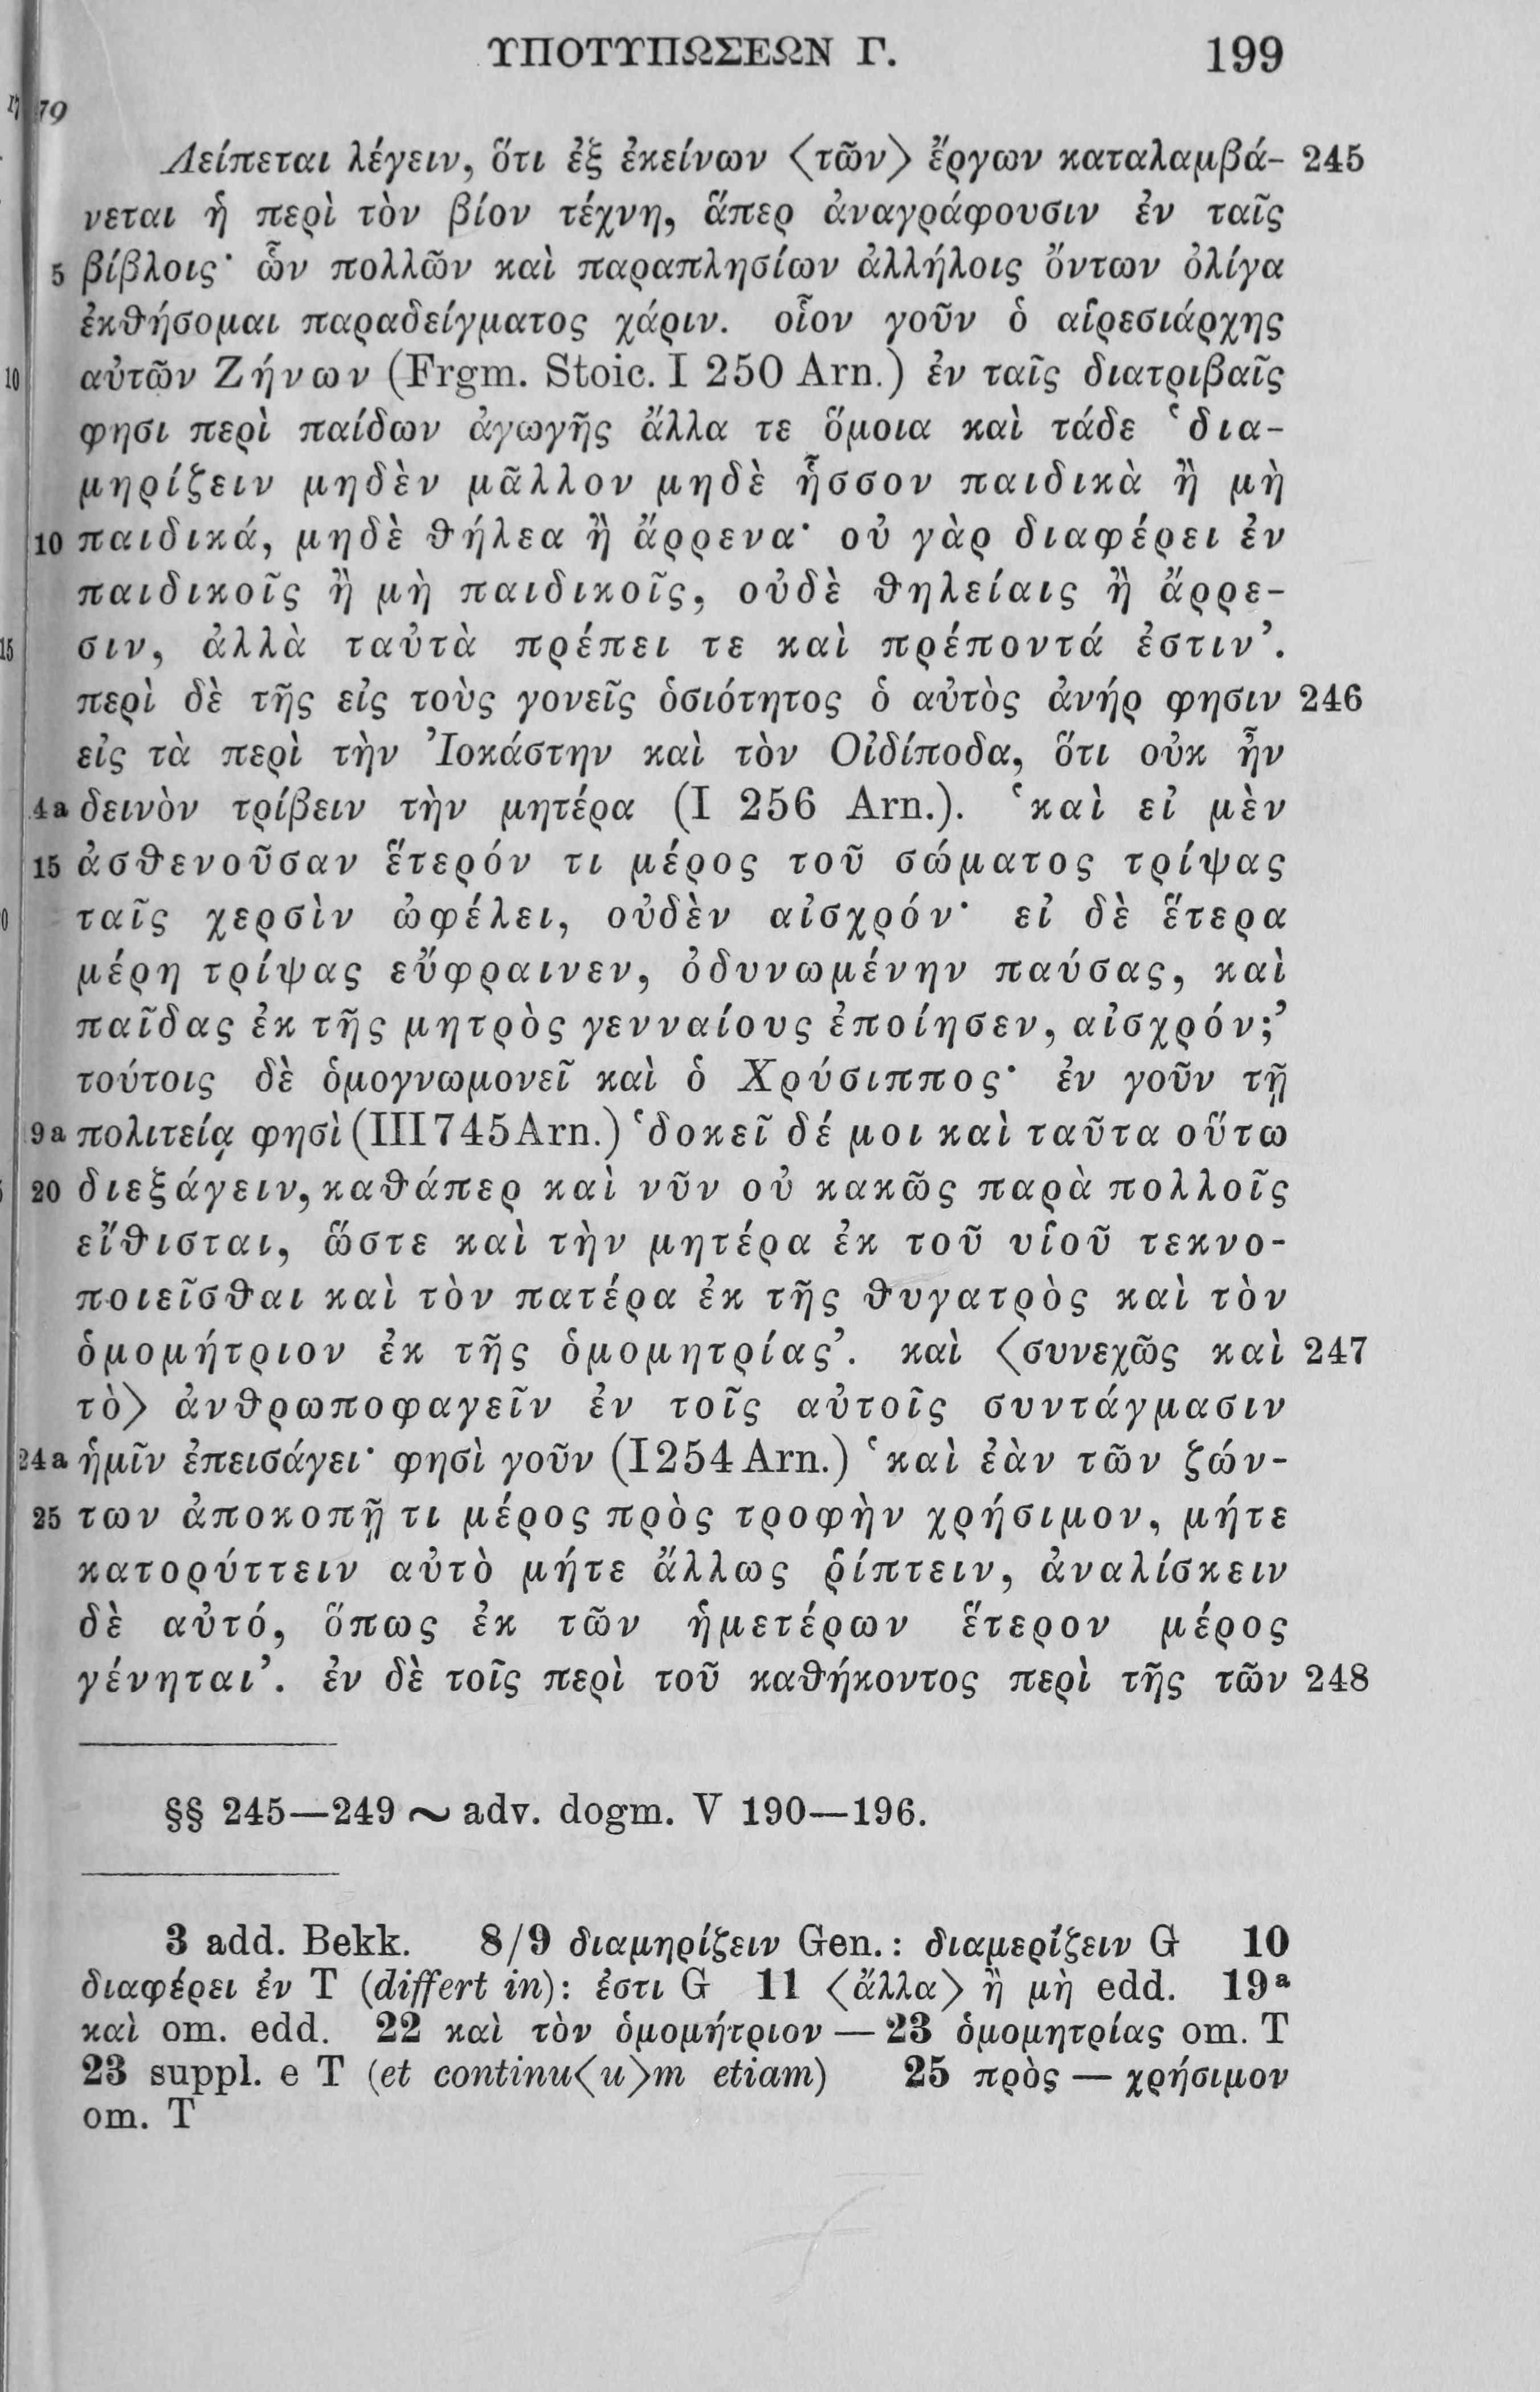 ΥΠΟΤΥΠΩΣΕΩΝ Γ. 199
79
Λείπεται λέγειν, ὅτι ἐξ ἐκείνων ⟨τῶν⟩ ἔργων καταλαμβά- 245
νεται ἡ περὶ τὸν βίον τέχνη, ἅπερ ἀναγράφουσιν ἐν ταῖς
5 βίβλοις· ὧν πολλῶν καὶ παραπλησίων ἀλλήλοις ὄντων ὀλίγα
ἐκθήσομαι παραδείγματος χάριν. οἷον γοῦν ὁ αἱρεσιάρχης
10 αὐτῶν Ζήνων (Frgm. Stoic. I 250 Arn.) ἐν ταῖς διατριβαῖς
φησι περὶ παίδων ἀγωγῆς ἄλλα τε ὅμοια καὶ τάδε ‘δια-
μηρίζειν μηδὲν μᾶλλον μηδὲ ἧσσον παιδικὰ ἢ μὴ
10 παιδικά, μηδὲ θήλεα ἢ ἄρρενα· οὐ γὰρ διαφέρει ἐν
παιδικοῖς ἢ μὴ παιδικοῖς, οὐδὲ θηλείαις ἢ ἄρρε-
15 σιν, ἀλλὰ ταὐτὰ πρέπει τε καὶ πρέποντά ἐστιν’.
περὶ δὲ τῆς εἰς τοὺς γονεῖς ὁσιότητος ὁ αὐτὸς ἀνήρ φησιν 246
εἰς τὰ περὶ τὴν Ἰοκάστην καὶ τὸν Οἰδίποδα, ὅτι οὐκ ἦν
4a δεινὸν τρίβειν τὴν μητέρα (I 256 Arn.). ‘καὶ εἰ μὲν
15 ἀσθενοῦσαν ἕτερόν τι μέρος τοῦ σώματος τρίψας
0 ταῖς χερσὶν ὠφέλει, οὐδὲν αἰσχρόν· εἰ δὲ ἕτερα
μέρη τρίψας εὔφραινεν, ὀδυνωμένην παύσας, καὶ
παῖδας ἐκ τῆς μητρὸς γενναίους ἐποίησεν, αἰσχρόν;’
τούτοις δὲ ὁμογνωμονεῖ καὶ ὁ Χρύσιππος· ἐν γοῦν τῇ
9a πολιτείᾳ φησὶ (III 745 Arn.) ‘δοκεῖ δέ μοι καὶ ταῦτα οὕτω
20 διεξάγειν, καθάπερ καὶ νῦν οὐ κακῶς παρὰ πολλοῖς
εἴθισται, ὥστε καὶ τὴν μητέρα ἐκ τοῦ υἱοῦ τεκνο-
ποιεῖσθαι καὶ τὸν πατέρα ἐκ τῆς θυγατρὸς καὶ τὸν
ὁμομήτριον ἐκ τῆς ὁμομητρίας’. καὶ ⟨συνεχῶς καὶ 247
τὸ⟩ ἀνθρωποφαγεῖν ἐν τοῖς αὐτοῖς συντάγμασιν
24a ἡμῖν ἐπεισάγει· φησὶ γοῦν (I 254 Arn.) ‘καὶ ἐὰν τῶν ζών-
25 των ἀποκοπῇ τι μέρος πρὸς τροφὴν χρήσιμον, μήτε
κατορύττειν αὐτὸ μήτε ἄλλως ῥίπτειν, ἀναλίσκειν
δὲ αὐτό, ὅπως ἐκ τῶν ἡμετέρων ἕτερον μέρος
γένηται’. ἐν δὲ τοῖς περὶ τοῦ καθήκοντος περὶ τῆς τῶν 248
§§ 245—249 ~ adv. dogm. V 190—196.
3 add. Bekk. 8/9 διαμηρίζειν Gen.: διαμερίζειν G 10
διαφέρει ἐν T (differt in): ἐστι G 11 ⟨ἄλλα⟩ ἢ μὴ edd. 19ᵃ
καὶ om. edd. 22 καὶ τὸν ὁμομήτριον — 23 ὁμομητρίας om. T
23 suppl. e T (et continu⟨u⟩m etiam) 25 πρὸς — χρήσιμον
om. T